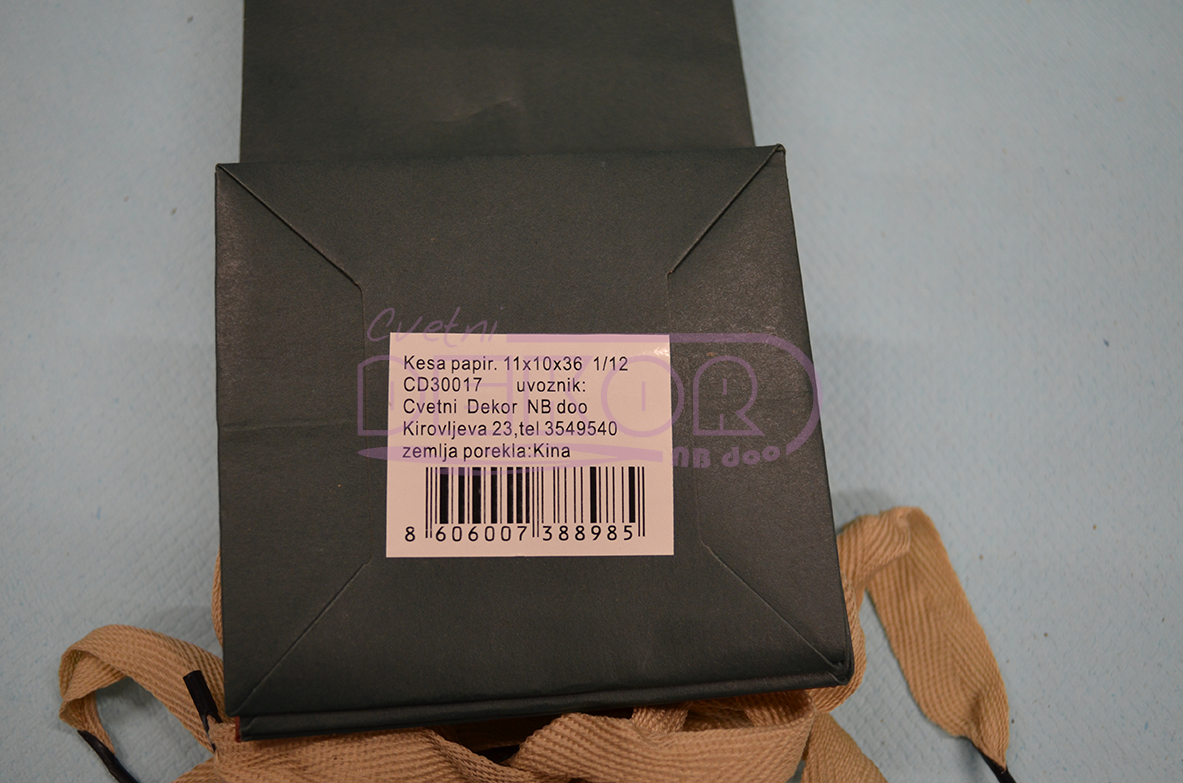 Cvetni
DEKOR
NB doo
Kesa papir. 11x10x36 1/12
CD30017 uvoznik:
Cvetni Dekor NB doo
Kirovljeva 23,tel 3549540
zemlja porekla:Kina
8 606007 388985